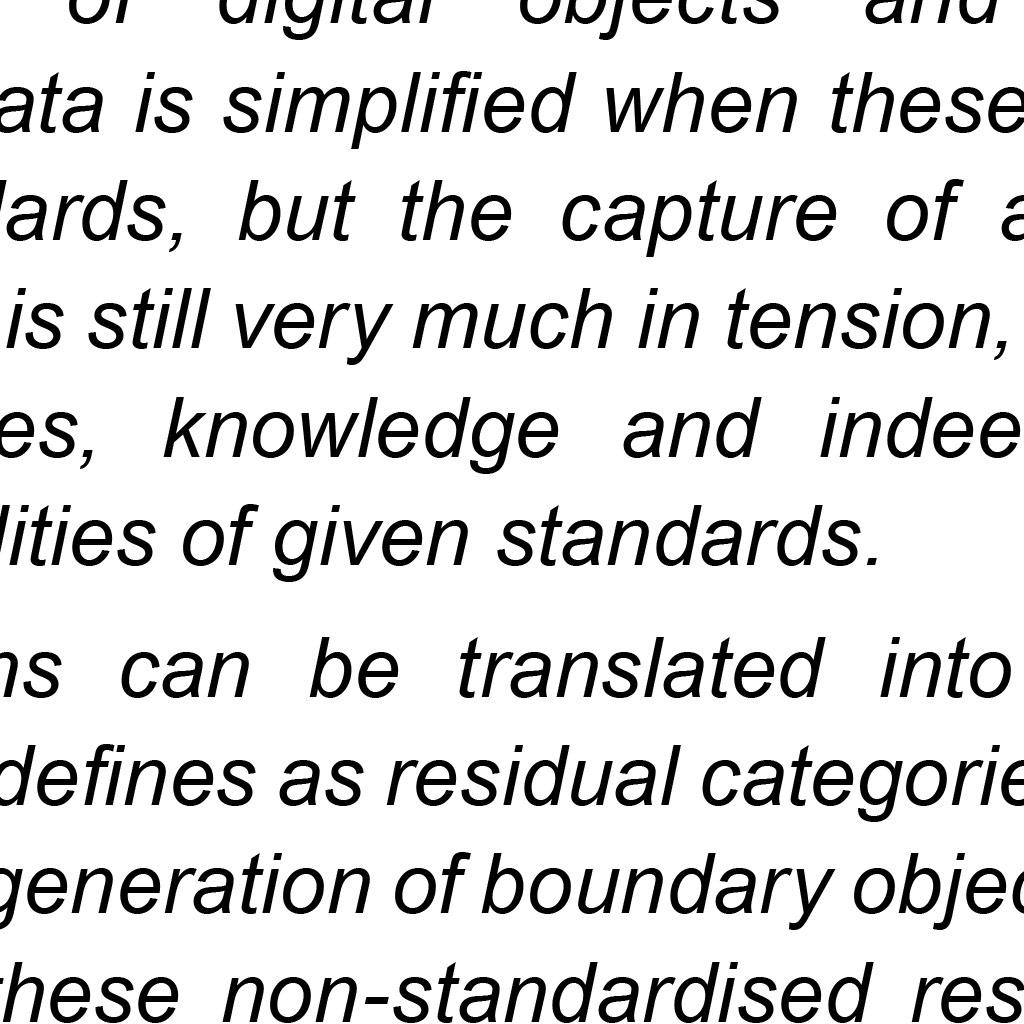 of digital objects and
ata is simplified when these
lards, but the capture of a
is still very much in tension,
es, knowledge and indee
lities of given standards.
ns can be translated into
defines as residual categorie
generation of boundary objec
these non-standardised res